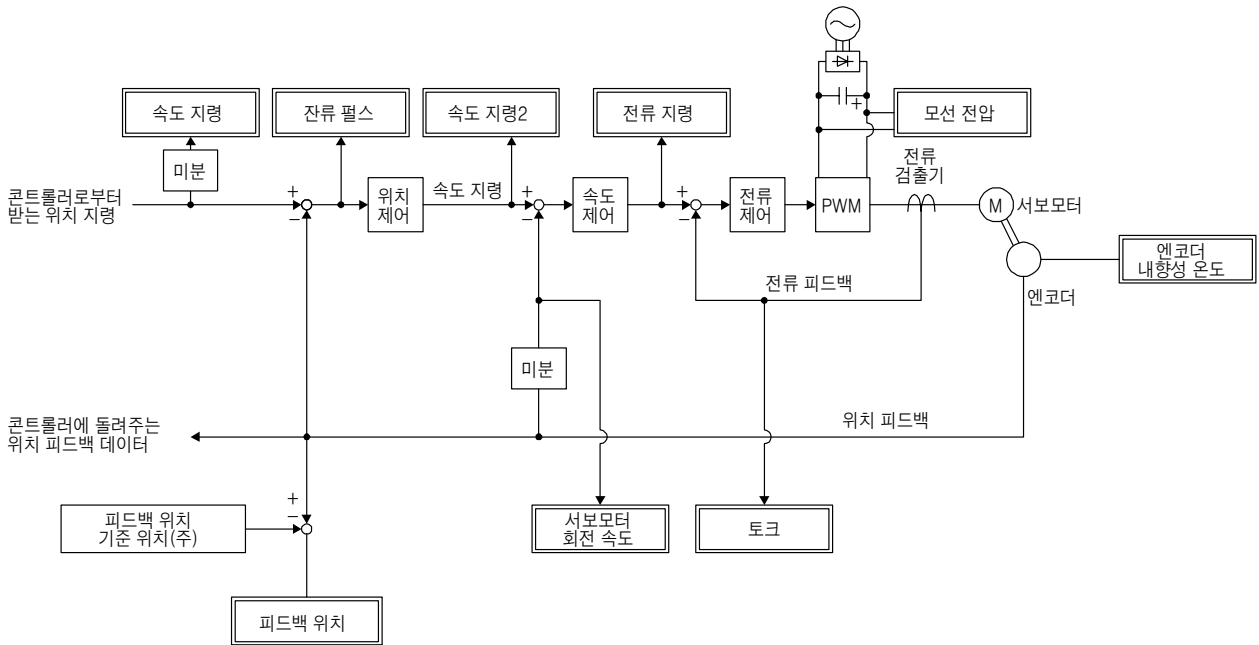 속도 지령
잔류 펄스
속도 지령2
전류 지령
모선 전압
미분
전류
검출기
콘트롤러로부터
받는 위치 지령
+
−
위치
제어
속도 지령
+
−
속도
제어
+
−
전류
제어
PWM
+
M
서보모터
엔코더
내향성 온도
엔코더
전류 피드백
미분
위치 피드백
콘트롤러에 돌려주는
위치 피드백 데이터
+
−
피드백 위치
기준 위치(주)
서보모터
회전 속도
토크
피드백 위치